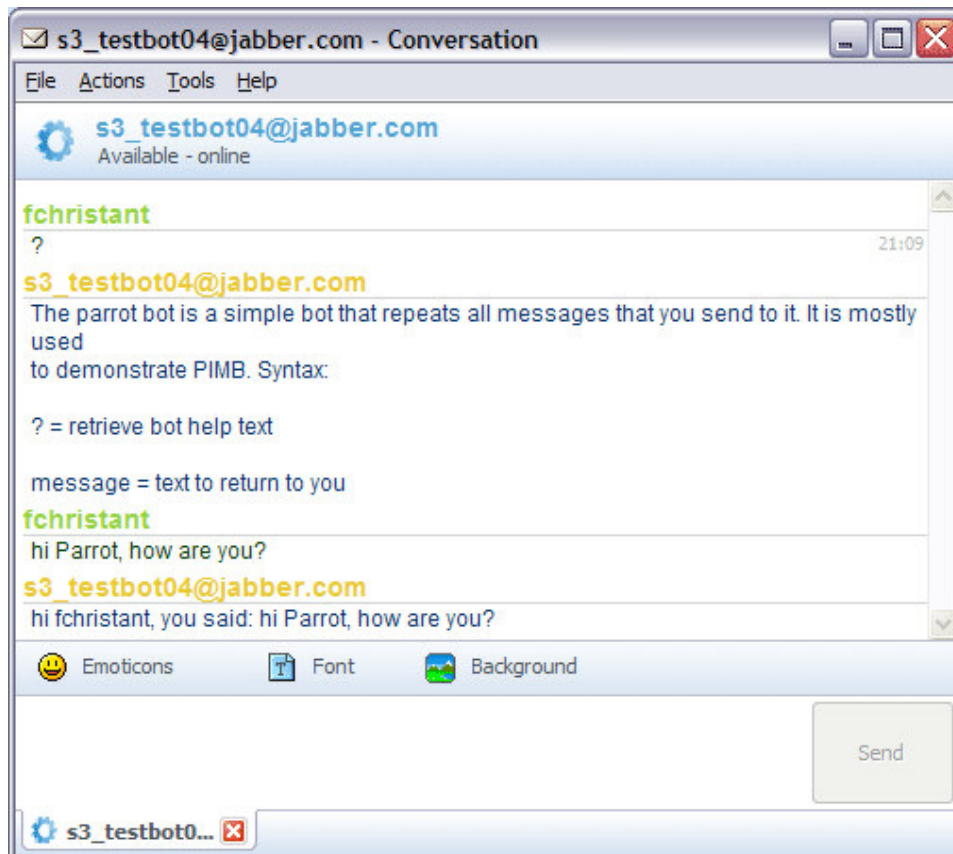 s3_testbot04@jabber.com - Conversation
File Actions Tools Help
s3_testbot04@jabber.com
Available - online
fchristant
? 21:09
s3_testbot04@jabber.com
The parrot bot is a simple bot that repeats all messages that you send to it. It is mostly
used
to demonstrate PIMB. Syntax:
? = retrieve bot help text
message = text to return to you
fchristant
hi Parrot, how are you?
s3_testbot04@jabber.com
hi fchristant, you said: hi Parrot, how are you?
Emoticons Font Background
Send
s3_testbot0...